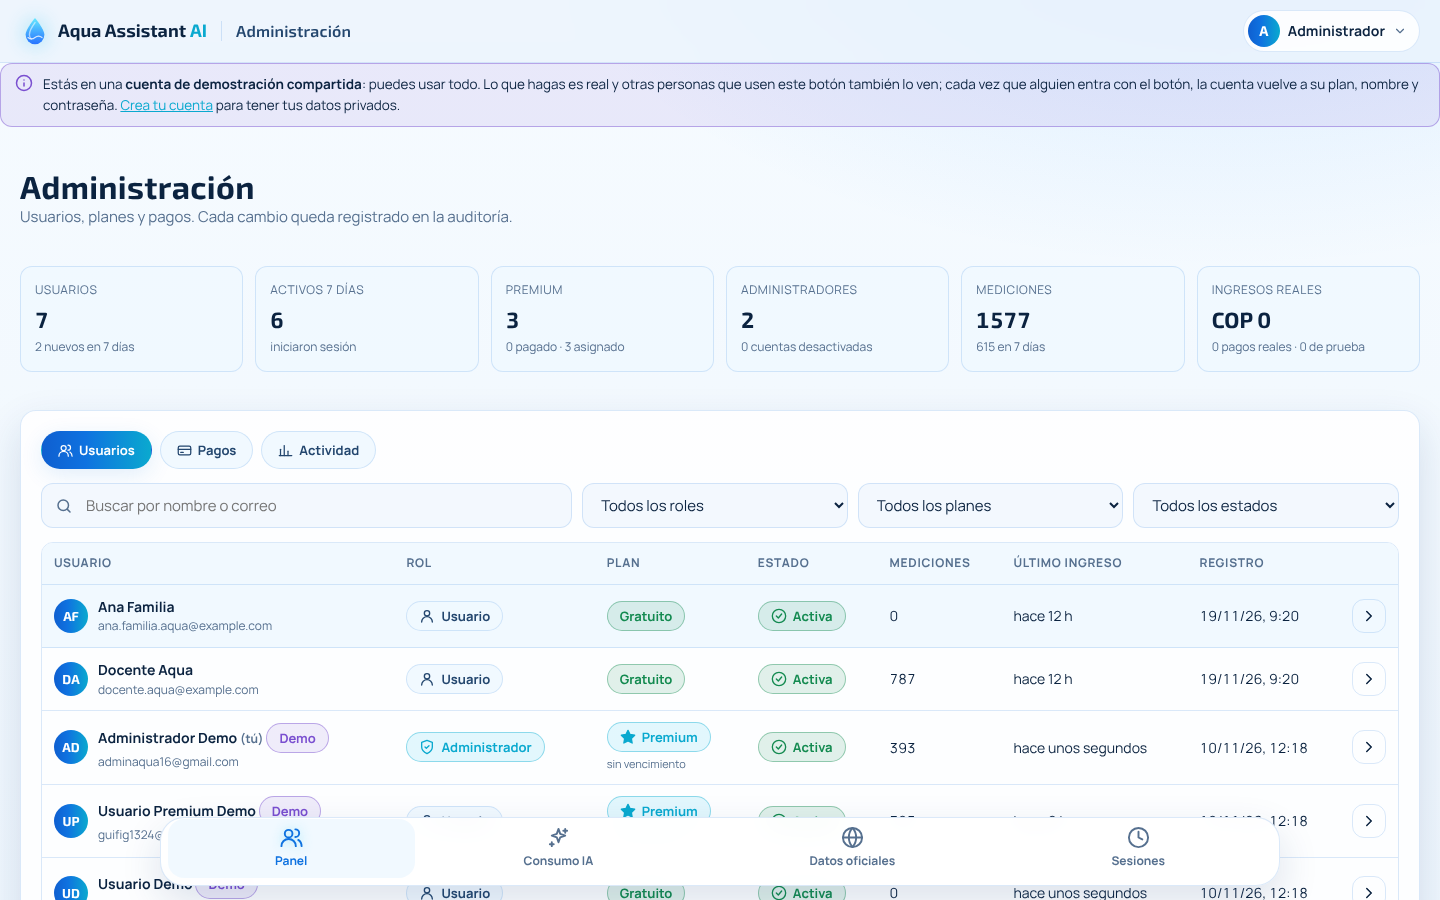 Aqua Assistant AI
Administración
A
Administrador
Estás en una cuenta de demostración compartida: puedes usar todo. Lo que hagas es real y otras personas que usen este botón también lo ven; cada vez que alguien entra con el botón, la cuenta vuelve a su plan, nombre y
contraseña. Crea tu cuenta para tener tus datos privados.
Administración
Usuarios, planes y pagos. Cada cambio queda registrado en la auditoría.
USUARIOS
7
2 nuevos en 7 días
ACTIVOS 7 DÍAS
6
iniciaron sesión
PREMIUM
3
0 pagado · 3 asignado
ADMINISTRADORES
2
0 cuentas desactivadas
MEDICIONES
1577
615 en 7 días
INGRESOS REALES
COP 0
0 pagos reales · 0 de prueba
Usuarios
Pagos
Actividad
Buscar por nombre o correo
Todos los roles
Todos los planes
Todos los estados
USUARIO ROL PLAN ESTADO MEDICIONES ÚLTIMO INGRESO REGISTRO
AF Ana Familia
ana.familia.aqua@example.com
Usuario Gratuito Activa 0 hace 12 h 19/11/26, 9:20
DA Docente Aqua
docente.aqua@example.com
Usuario Gratuito Activa 787 hace 12 h 19/11/26, 9:20
AD Administrador Demo (tú) Demo
adminaqua16@gmail.com
Administrador Premium
sin vencimiento
Activa 393 hace unos segundos 10/11/26, 12:18
UP Usuario Premium Demo Demo
guifig1324@
Premium
12:18
UD Usuario Demo Demo
Usuario Gratuito Activa 0 hace unos segundos 10/11/26, 12:18
Panel
Consumo IA
Datos oficiales
Sesiones